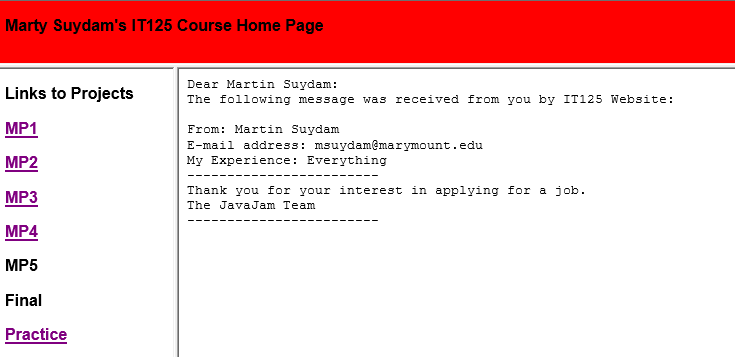 Marty Suydam's IT125 Course Home Page
Links to Projects
MP1
MP2
MP3
MP4
MP5
Final
Practice
Dear Martin Suydam:
The following message was received from you by IT125 Website:
From: Martin Suydam
E-mail address: msuydam@marymount.edu
My Experience: Everything
------------------------
Thank you for your interest in applying for a job.
The JavaJam Team
------------------------